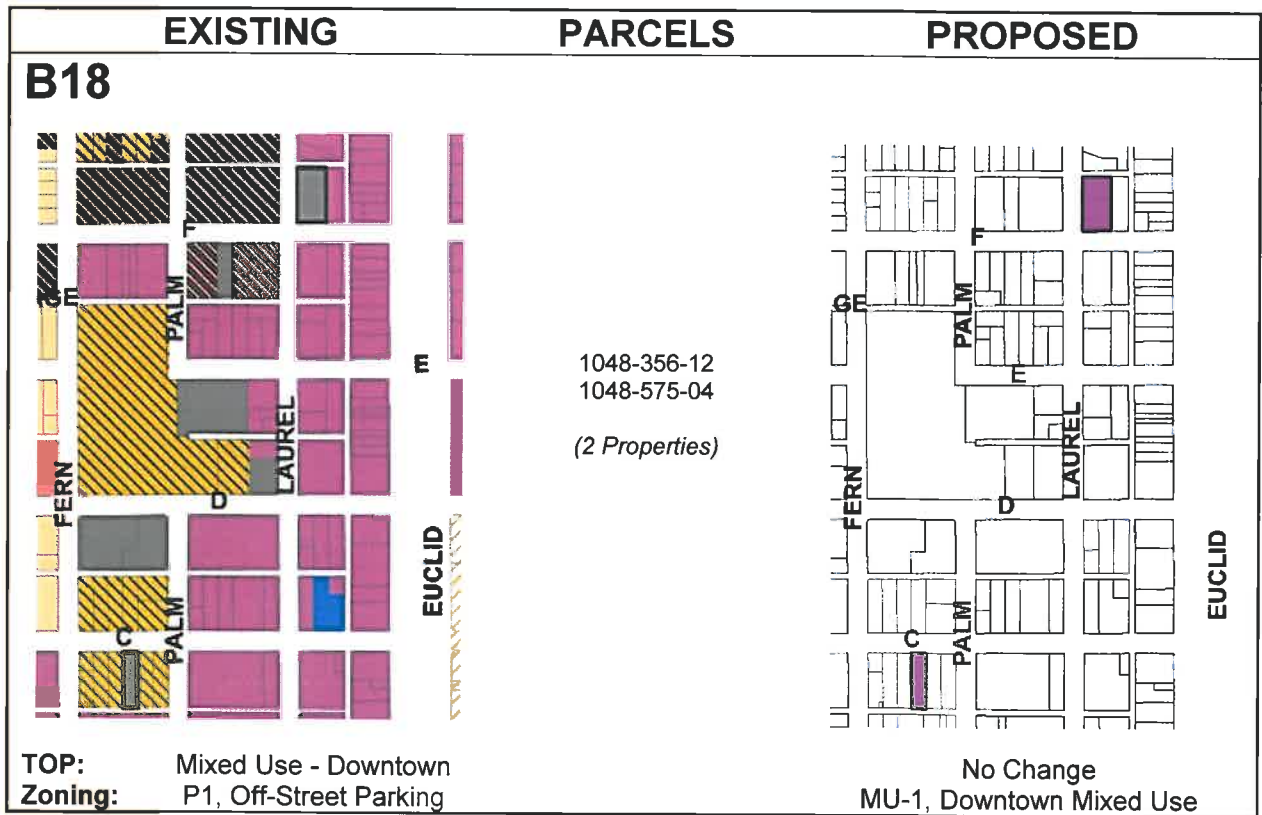 EXISTING PARCELS PROPOSED
B18
F
GE
PALM
E
LAUREL
FERN
D
EUCLID
PALM
C
1048-356-12
1048-575-04
(2 Properties)
F
GE
PALM
E
LAUREL
FERN
D
EUCLID
PALM
C
TOP: Mixed Use - Downtown No Change
Zoning: P1, Off-Street Parking MU-1, Downtown Mixed Use